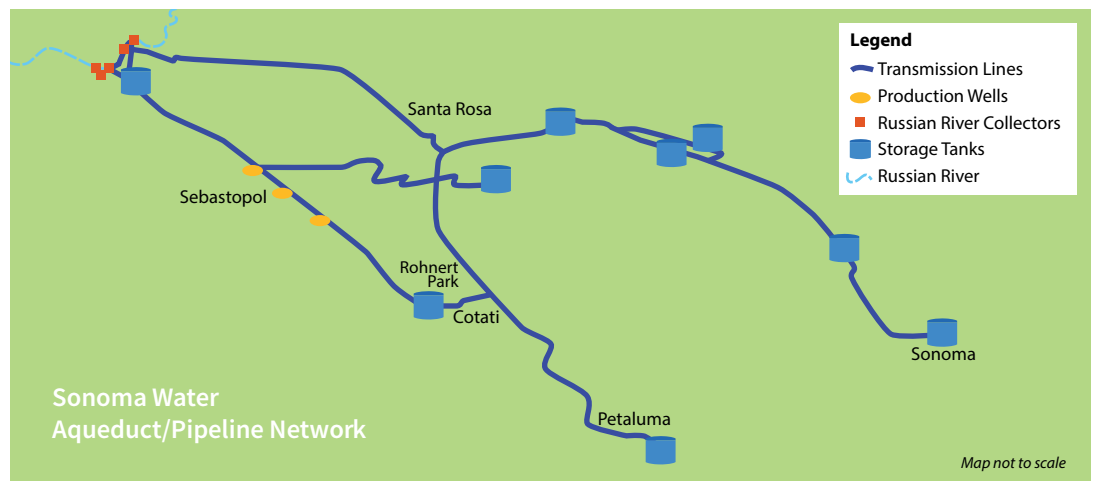 Legend
Transmission Lines
Production Wells
Russian River Collectors
Storage Tanks
Russian River
Santa Rosa
Sebastopol
Rohnert
Park
Cotati
Sonoma
Petaluma
Sonoma Water
Aqueduct/Pipeline Network
Map not to scale